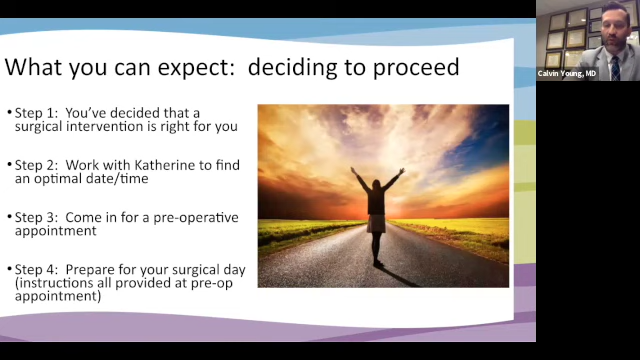 What you can expect:  deciding to proceed
• Step 1:  You've decided that a
surgical intervention is right for you
• Step 2:  Work with Katherine to find
an optimal date/time
• Step 3:  Come in for a pre-operative
appointment
• Step 4:  Prepare for your surgical day
(instructions all provided at pre-op
appointment)
Calvin Young, MD